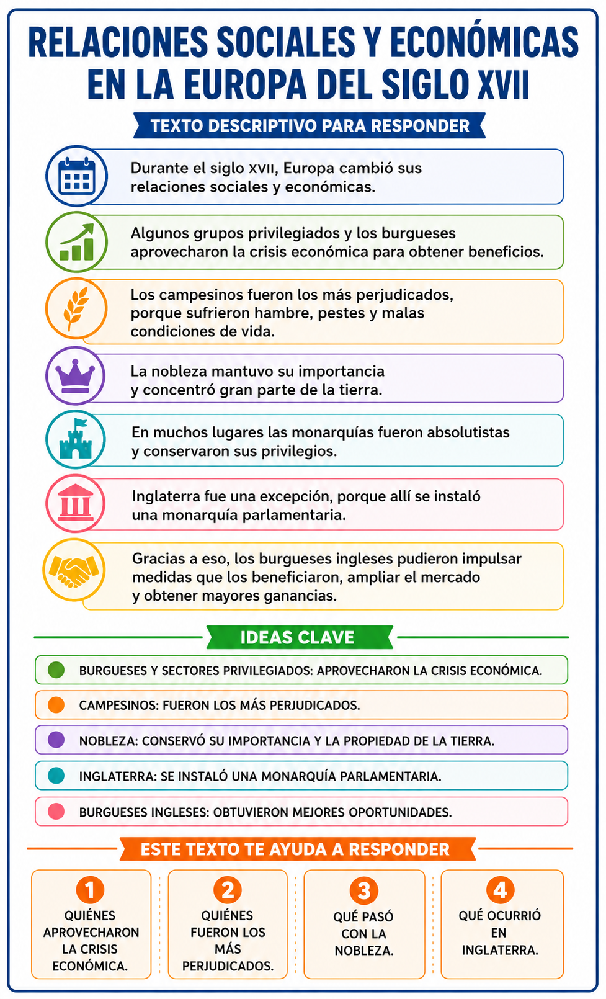 RELACIONES SOCIALES Y ECONÓMICAS
EN LA EUROPA DEL SIGLO XVII
TEXTO DESCRIPTIVO PARA RESPONDER
Durante el siglo XVII, Europa cambió sus
relaciones sociales y económicas.
Algunos grupos privilegiados y los burgueses
aprovecharon la crisis económica para obtener beneficios.
Los campesinos fueron los más perjudicados,
porque sufrieron hambre, pestes y malas
condiciones de vida.
La nobleza mantuvo su importancia
y concentró gran parte de la tierra.
En muchos lugares las monarquías fueron absolutistas
y conservaron sus privilegios.
Inglaterra fue una excepción, porque allí se instaló
una monarquía parlamentaria.
Gracias a eso, los burgueses ingleses pudieron impulsar
medidas que los beneficiaron, ampliar el mercado
y obtener mayores ganancias.
IDEAS CLAVE
BURGUESES Y SECTORES PRIVILEGIADOS: APROVECHARON LA CRISIS ECONÓMICA.
CAMPESINOS: FUERON LOS MÁS PERJUDICADOS.
NOBLEZA: CONSERVÓ SU IMPORTANCIA Y LA PROPIEDAD DE LA TIERRA.
INGLATERRA: SE INSTALÓ UNA MONARQUÍA PARLAMENTARIA.
BURGUESES INGLESES: OBTUVIERON MEJORES OPORTUNIDADES.
ESTE TEXTO TE AYUDA A RESPONDER
1
QUIÉNES
APROVECHARON
LA CRISIS
ECONÓMICA.
2
QUIÉNES
FUERON LOS
MÁS
PERJUDICADOS.
3
QUÉ PASÓ
CON LA
NOBLEZA.
4
QUÉ OCURRIÓ
EN
INGLATERRA.